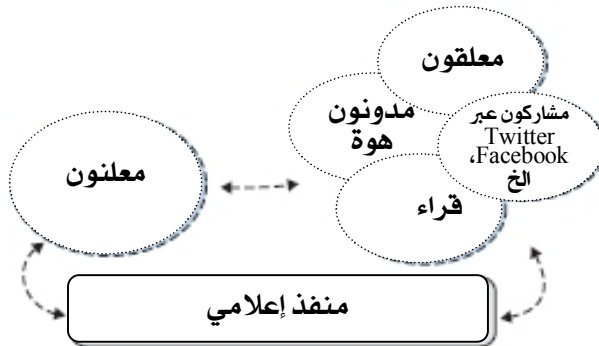 معلقون
مدونون
هوة
مشاركون عبر
Twitter
Facebook،
الخ
معلنون
قراء
منفذ إعلامي